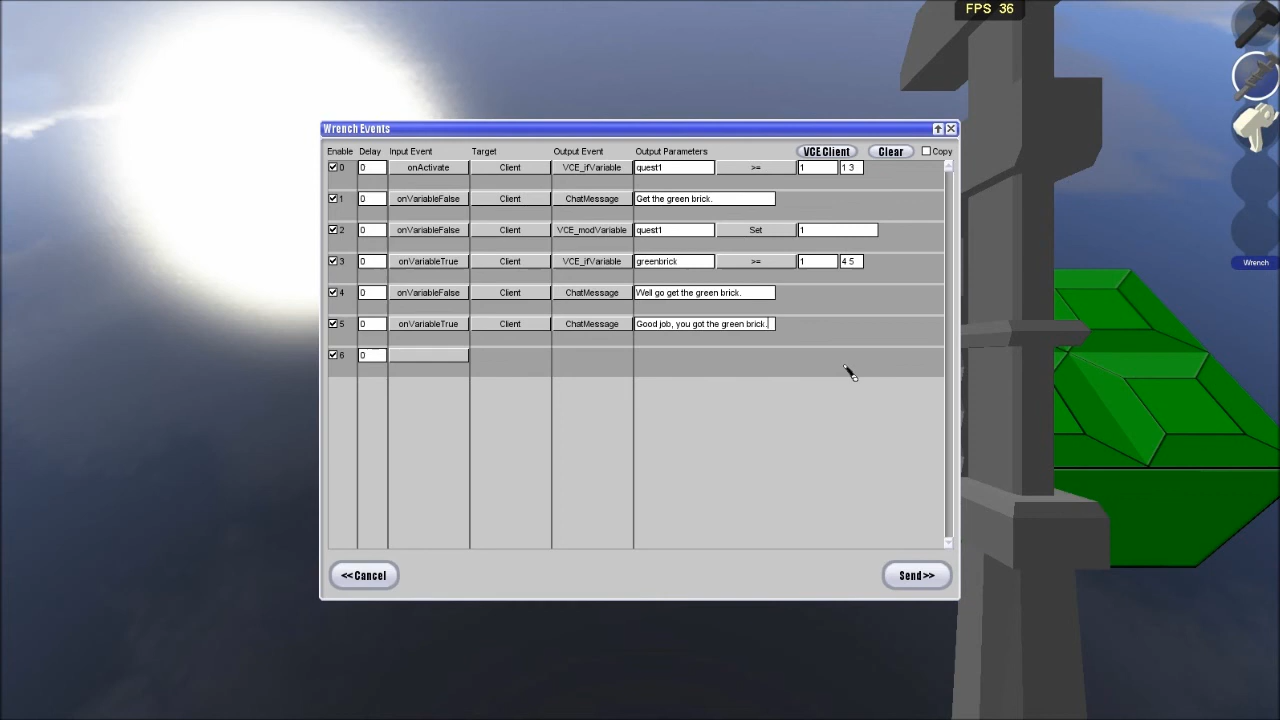 FPS 36
Wrench Events
Enable Delay Input Event Target Output Event Output Parameters VCE Client Clear Copy
0 0 onActivate Client VCE_ifVariable quest1 >= 1 1 3
1 0 onVariableFalse Client ChatMessage Get the green brick.
2 0 onVariableFalse Client VCE_modVariable quest1 Set 1
3 0 onVariableTrue Client VCE_ifVariable greenbrick >= 1 4 5
4 0 onVariableFalse Client ChatMessage Well go get the green brick.
5 0 onVariableTrue Client ChatMessage Good job, you got the green brick.
6 0
<<Cancel Send>>
Wrench